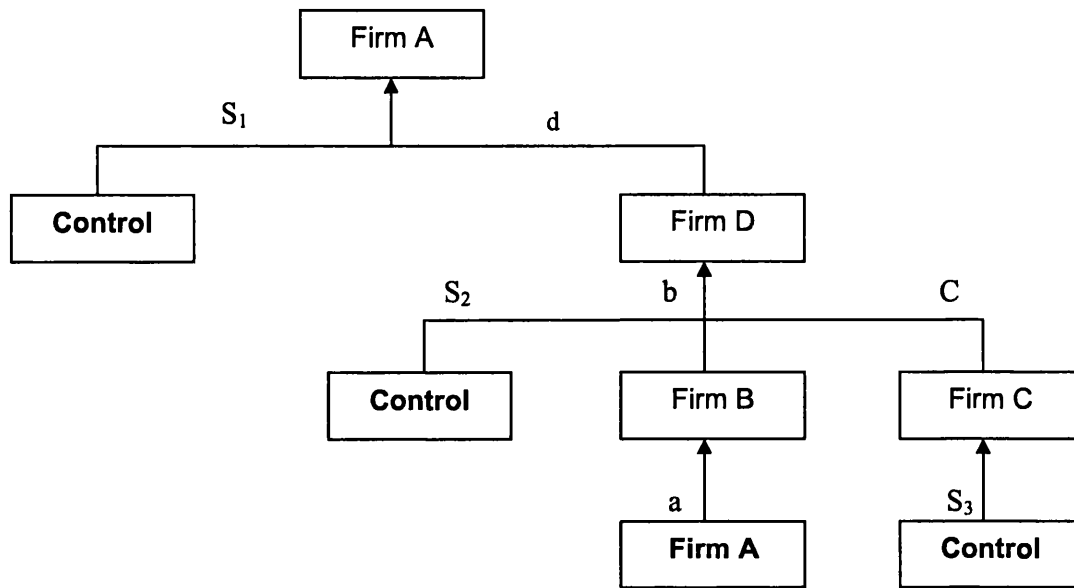 Firm A
S₁
d
Control
Firm D
S₂
b
C
Control
Firm B
Firm C
a
S₃
Firm A
Control